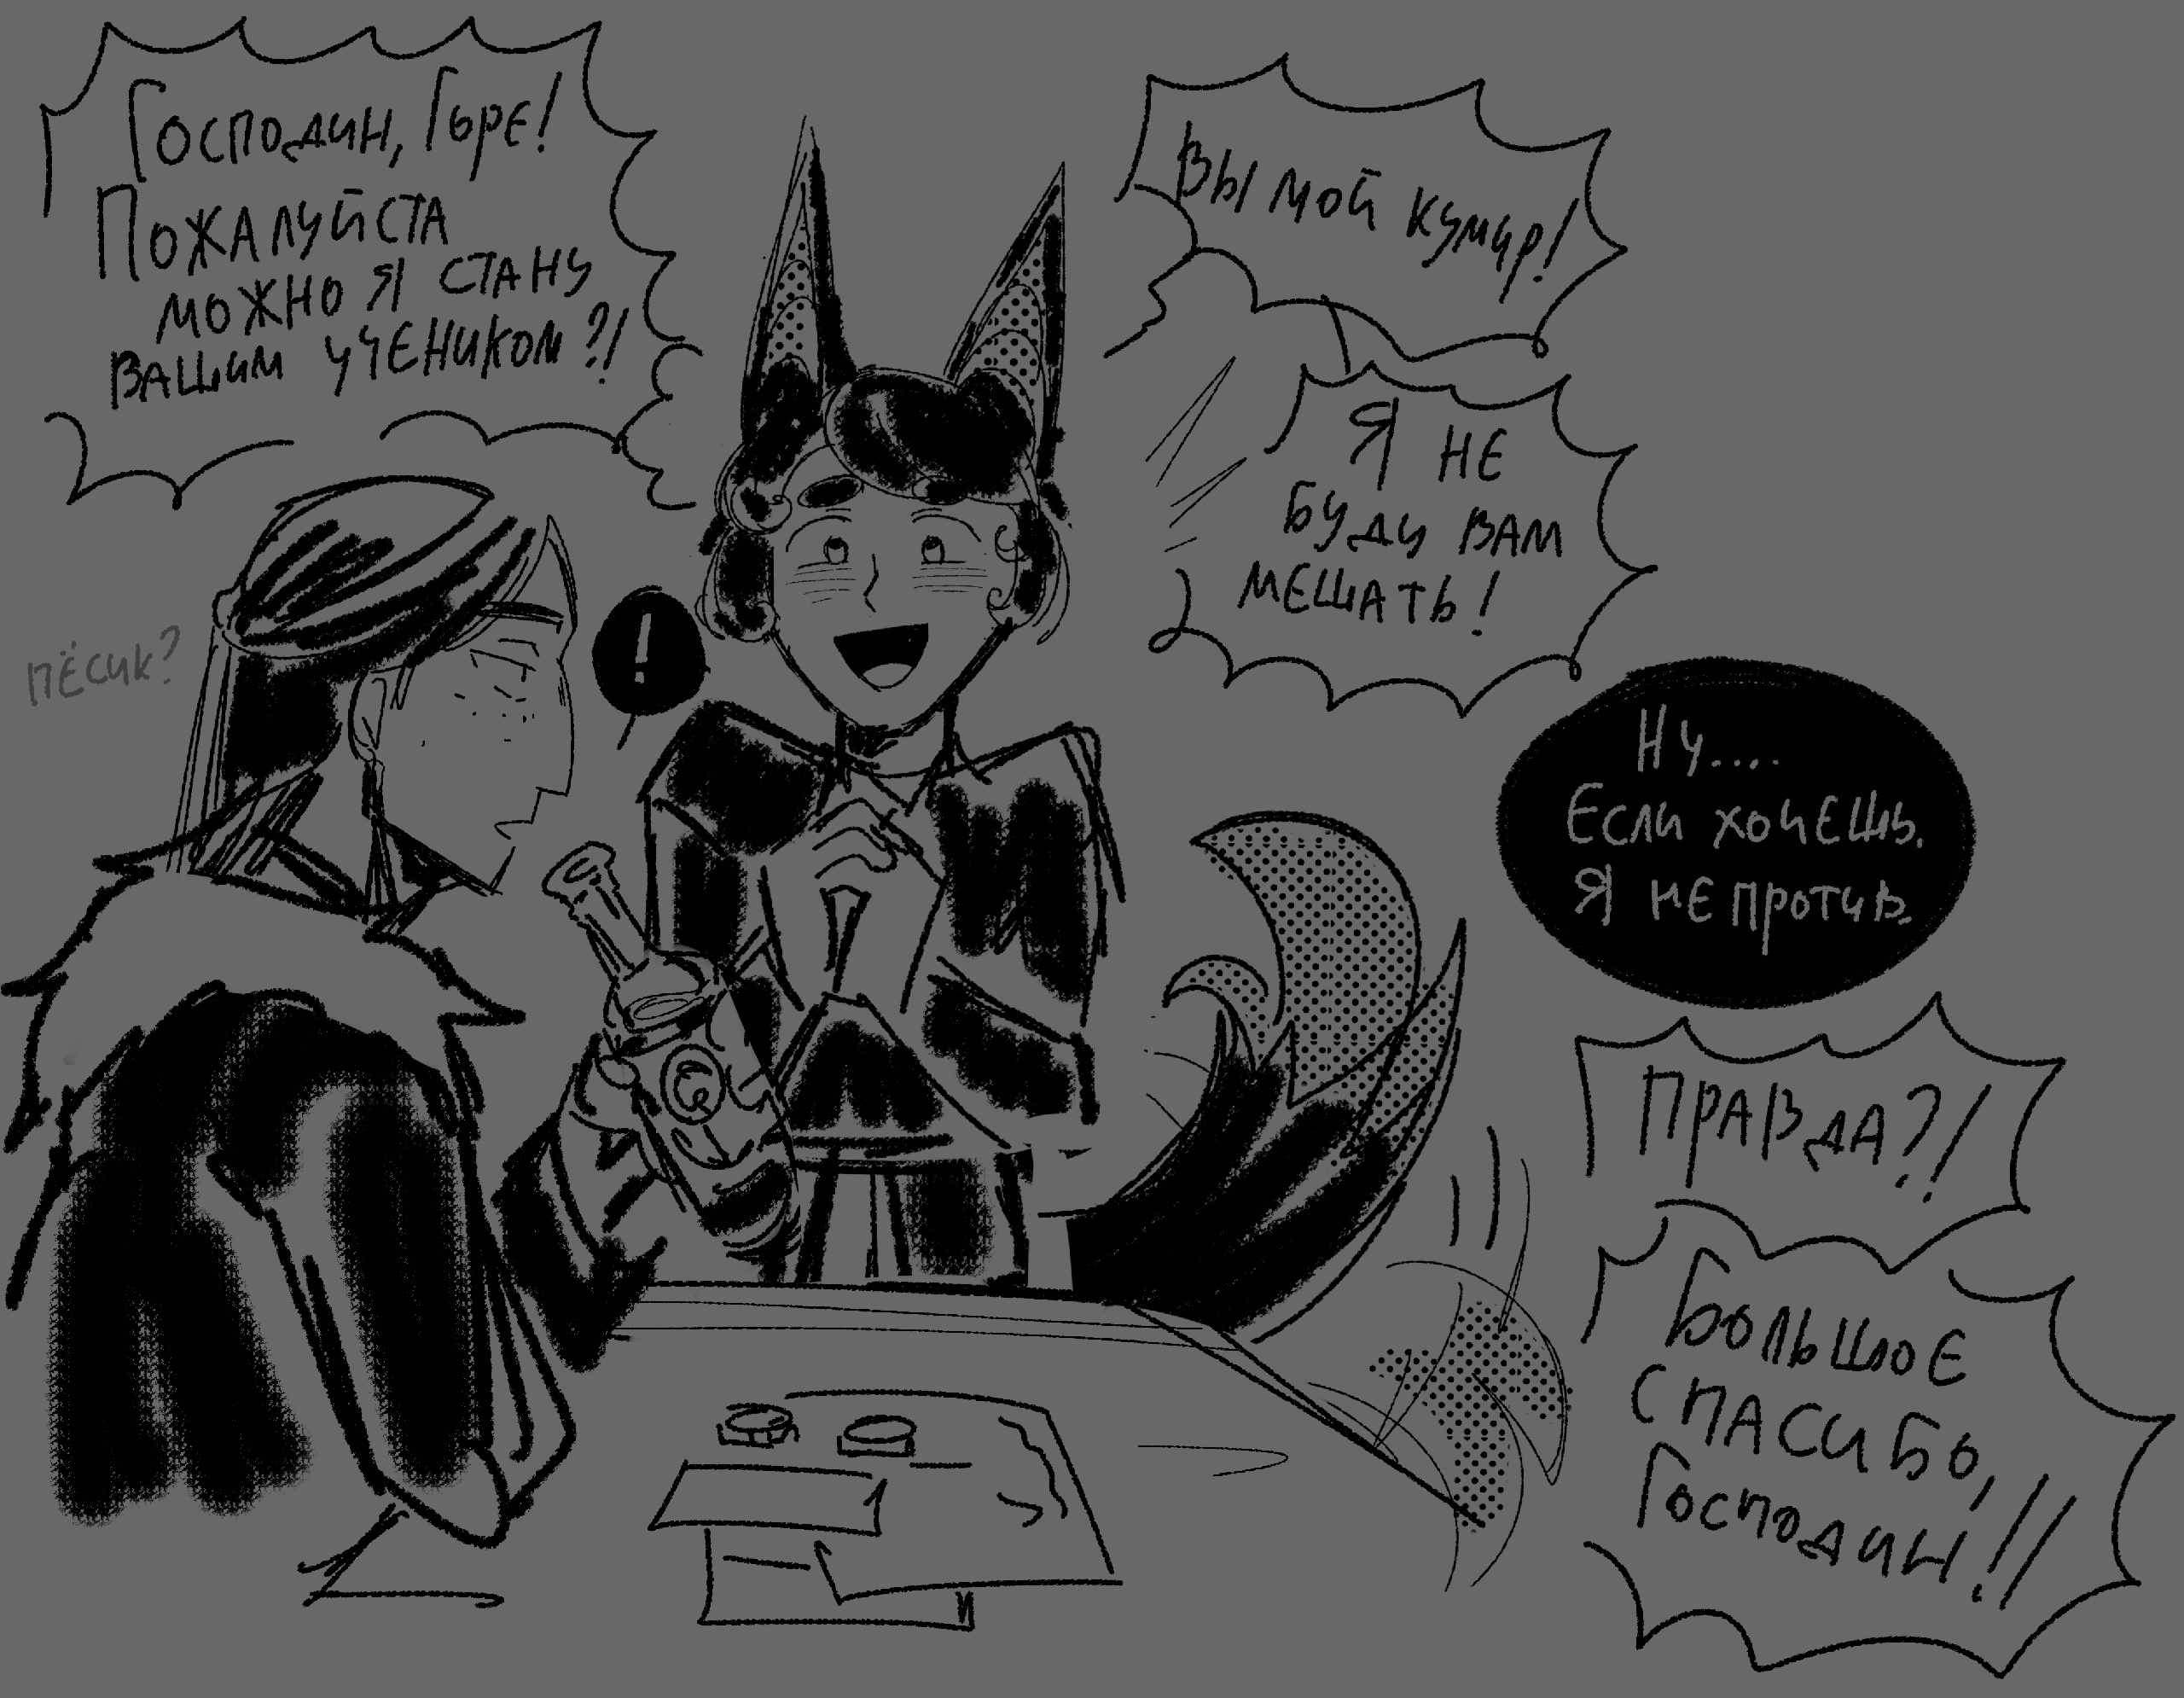 Господин, Горе!
Пожалуйста
можно я стану
вашим учеником?!
Вы мой кумир!
Я не
буду вам
мешать!
пёсик?
!
Ну....
Если хочешь.
Я не против.
Правда?!
Большое
спасибо,
Господин!!!